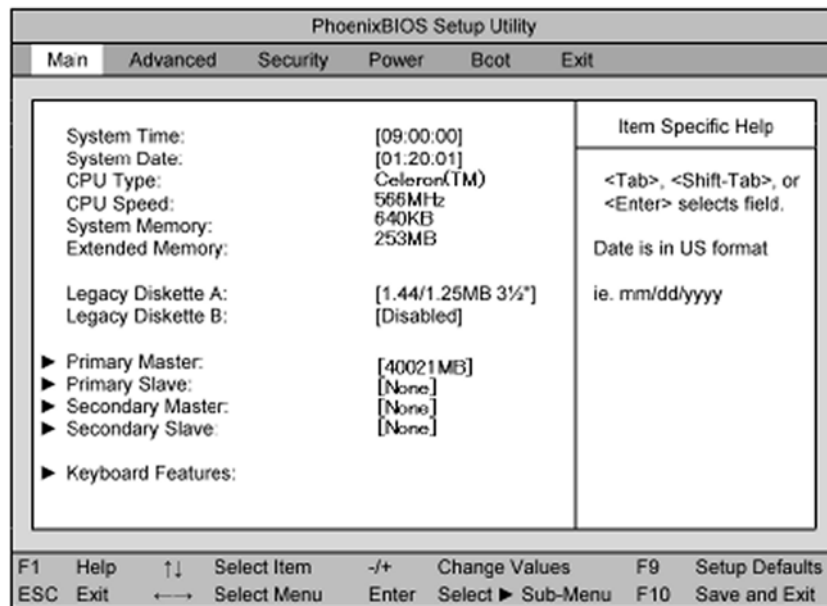 PhoenixBIOS Setup Utility
Main Advanced Security Power Bcot Exit
System Time: [09:00:00]
System Date: [01:20:01]
CPU Type: Celeron(TM)
CPU Speed: 566MHz
System Memory: 640KB
Extended Memory: 253MB
Legacy Diskette A: [1.44/1.25MB 3½"]
Legacy Diskette B: [Disabled]
► Primary Master: [40021MB]
► Primary Slave: [None]
► Secondary Master: [None]
► Secondary Slave: [None]
► Keyboard Features:
Item Specific Help
<Tab>, <Shift-Tab>, or
<Enter> selects field.
Date is in US format
ie. mm/dd/yyyy
F1 Help ↑↓ Select Item -/+ Change Values F9 Setup Defaults
ESC Exit ←→ Select Menu Enter Select ► Sub-Menu F10 Save and Exit